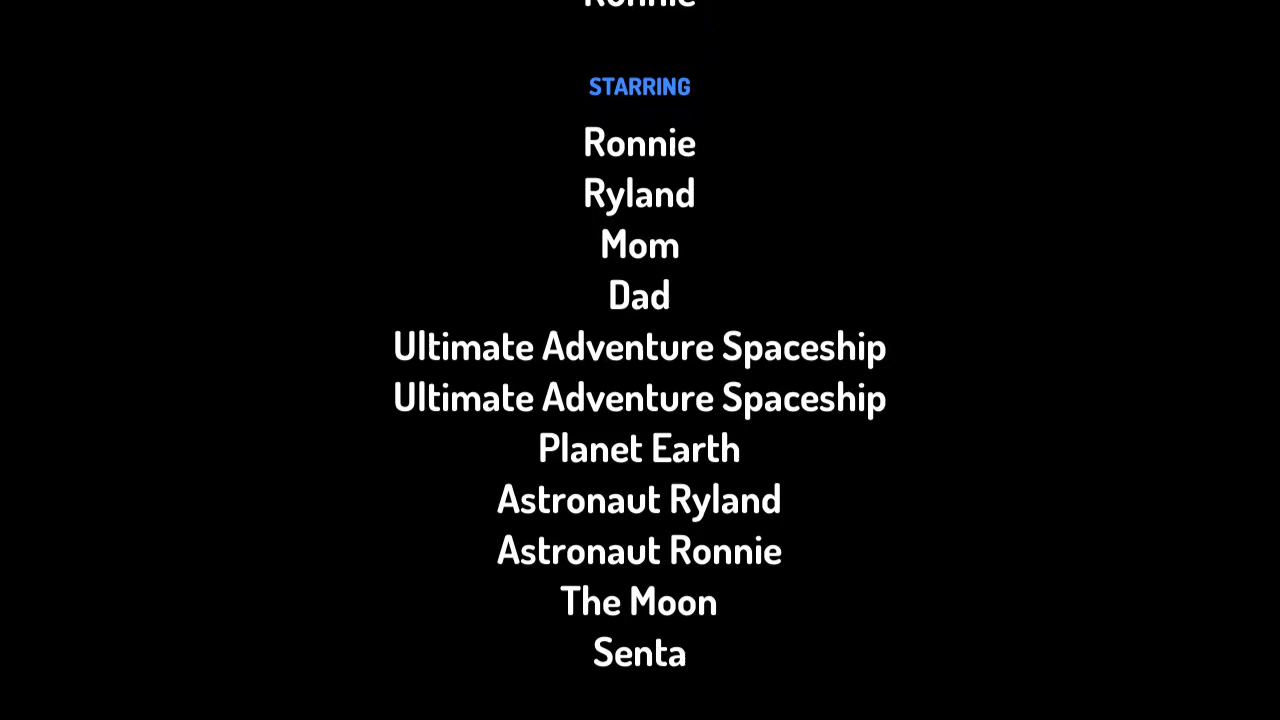 Ronnie
STARRING
Ronnie
Ryland
Mom
Dad
Ultimate Adventure Spaceship
Ultimate Adventure Spaceship
Planet Earth
Astronaut Ryland
Astronaut Ronnie
The Moon
Senta